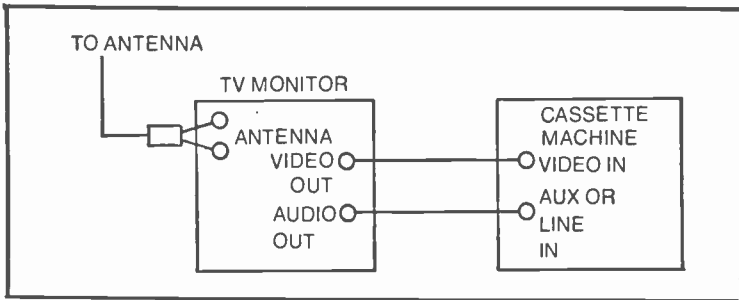 TO ANTENNA
TV MONITOR
ANTENNA
VIDEO
OUT
AUDIO
OUT
CASSETTE
MACHINE
VIDEO IN
AUX OR
LINE
IN